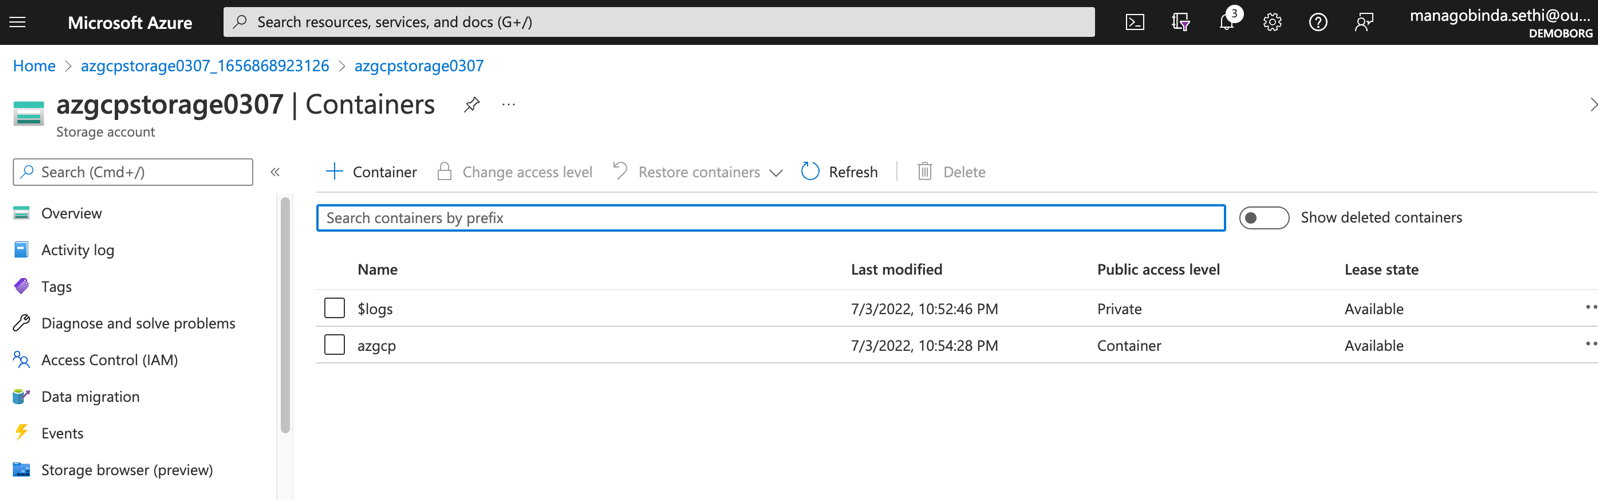 Microsoft Azure
Search resources, services, and docs (G+/)
3
managobinda.sethi@ou...
DEMOBORG
Home > azgcpstorage0307_1656868923126 > azgcpstorage0307
azgcpstorage0307 | Containers ...
Storage account
Search (Cmd+/) «
Overview
Activity log
Tags
Diagnose and solve problems
Access Control (IAM)
Data migration
Events
Storage browser (preview)
+ Container Change access level Restore containers Refresh | Delete
Search containers by prefix Show deleted containers
Name Last modified Public access level Lease state
$logs 7/3/2022, 10:52:46 PM Private Available
azgcp 7/3/2022, 10:54:28 PM Container Available